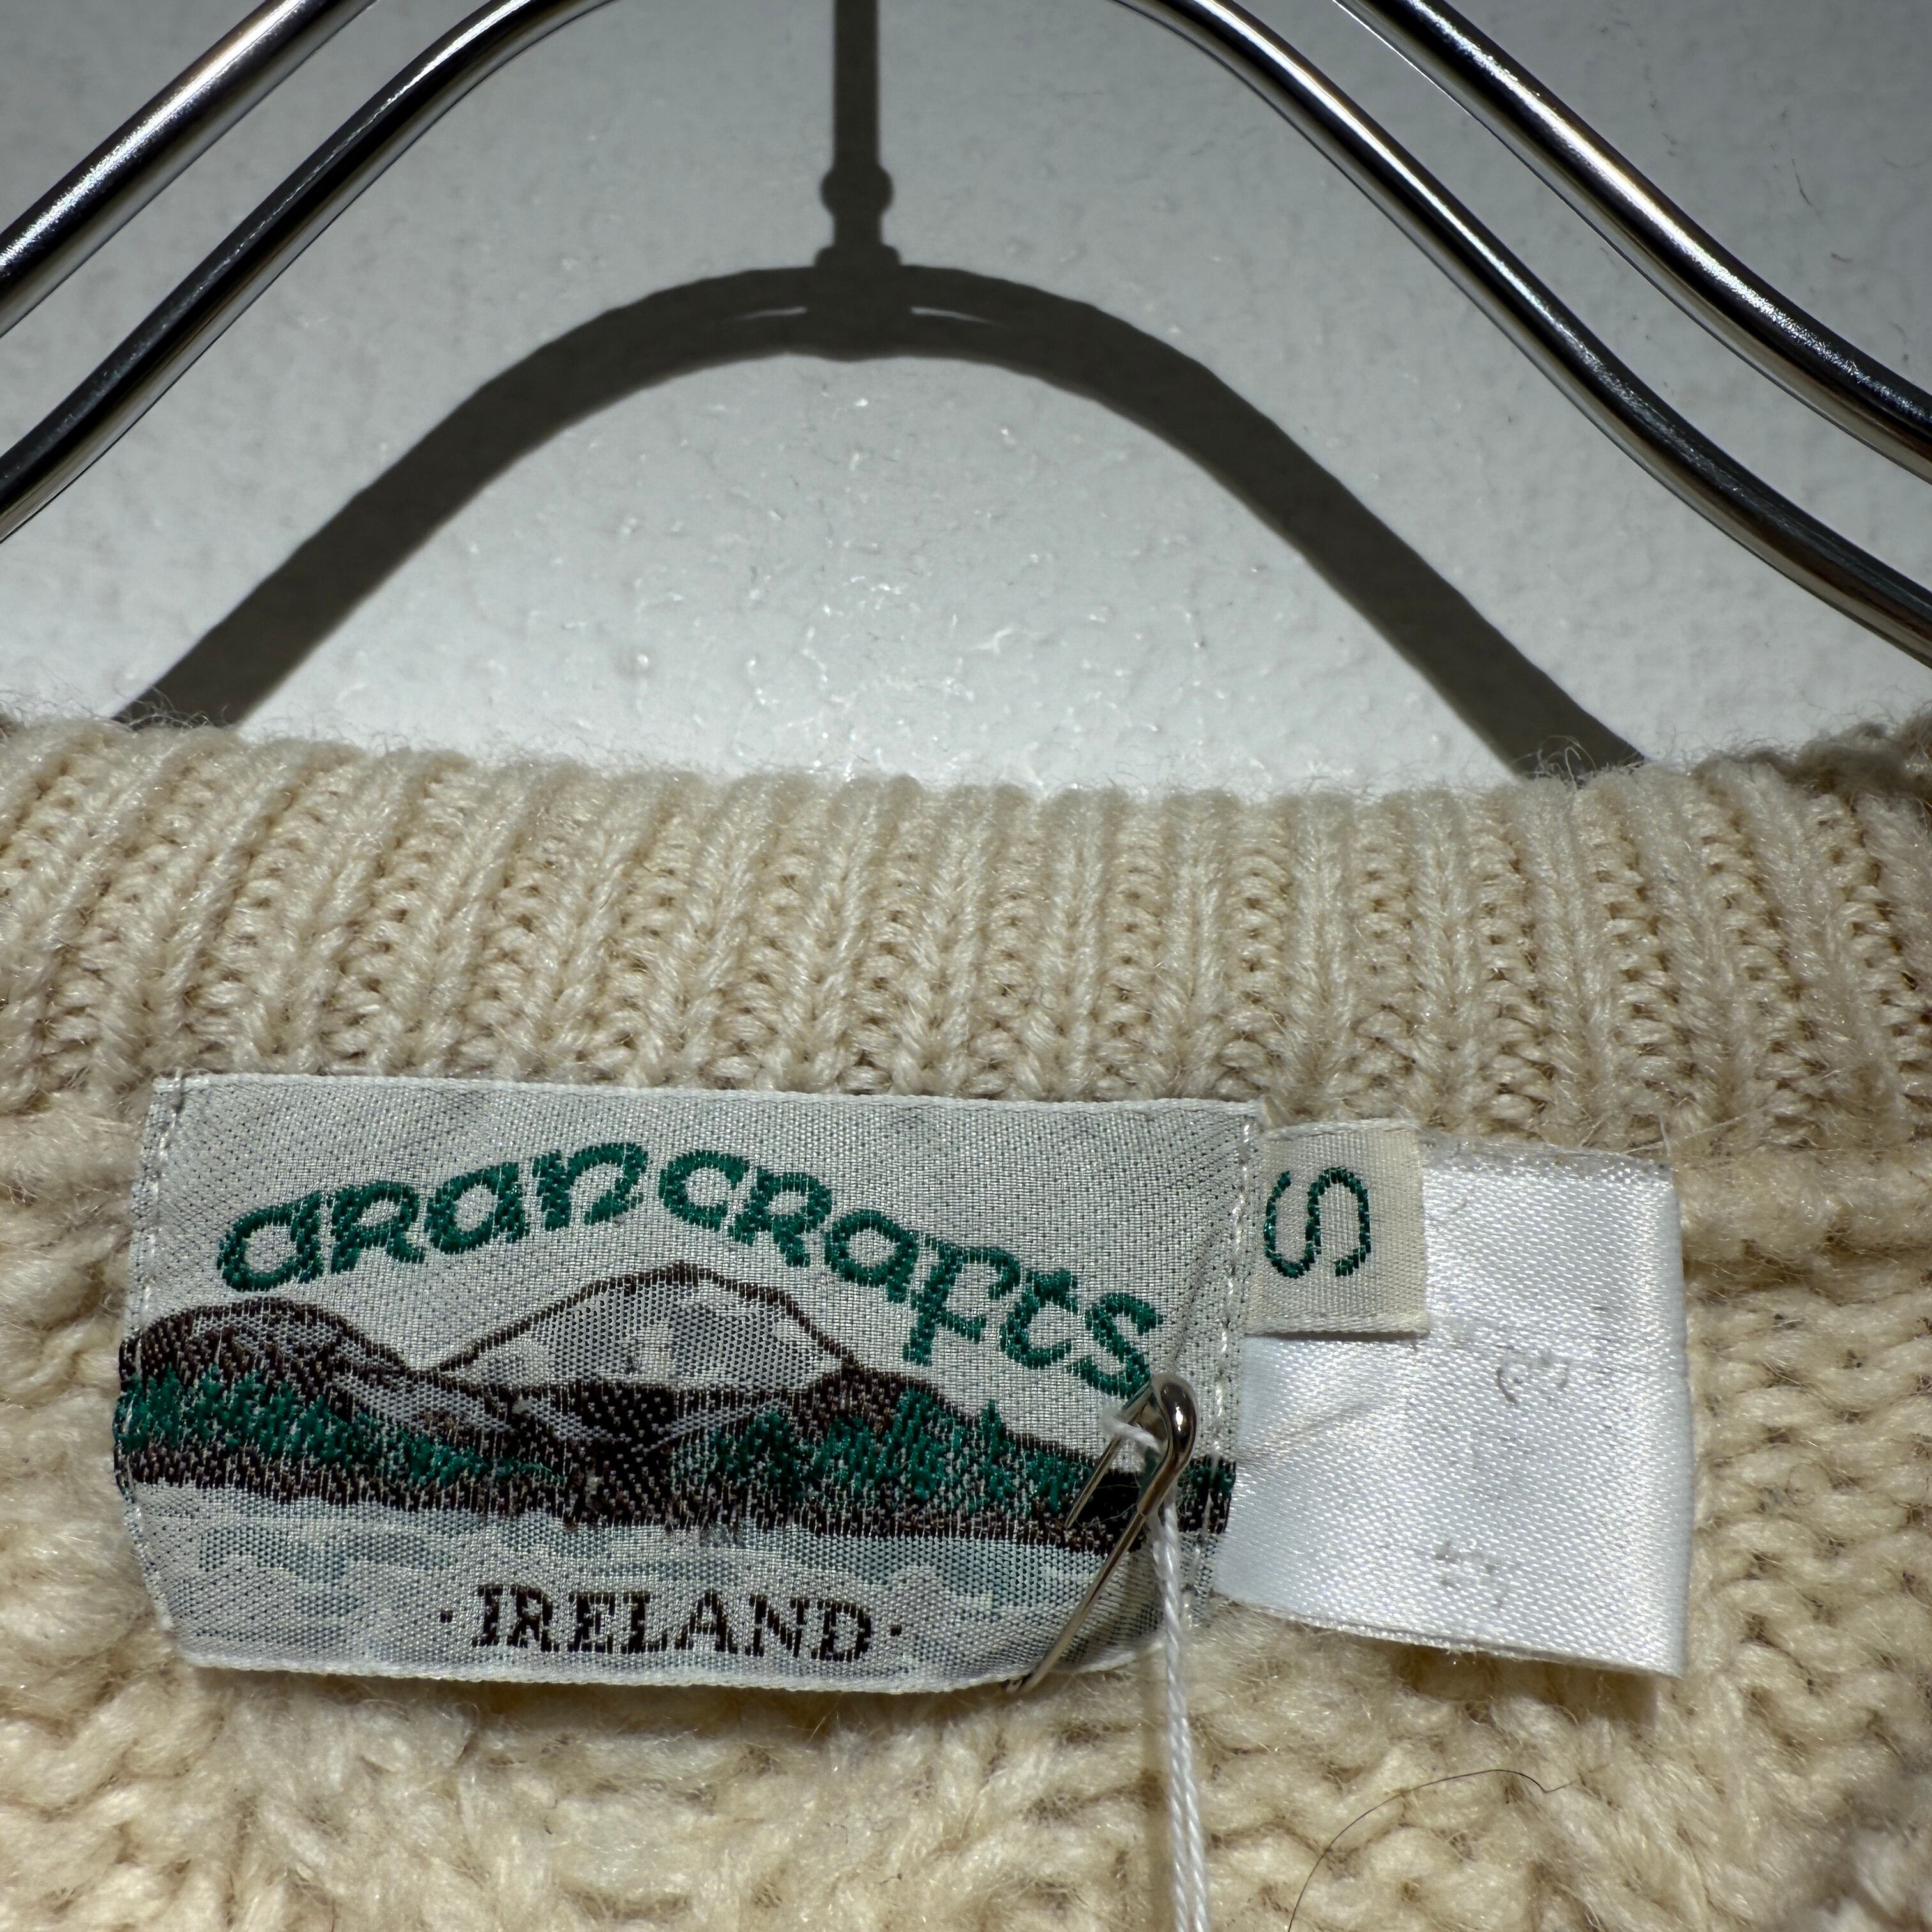 arancrafts
S
· IRELAND ·